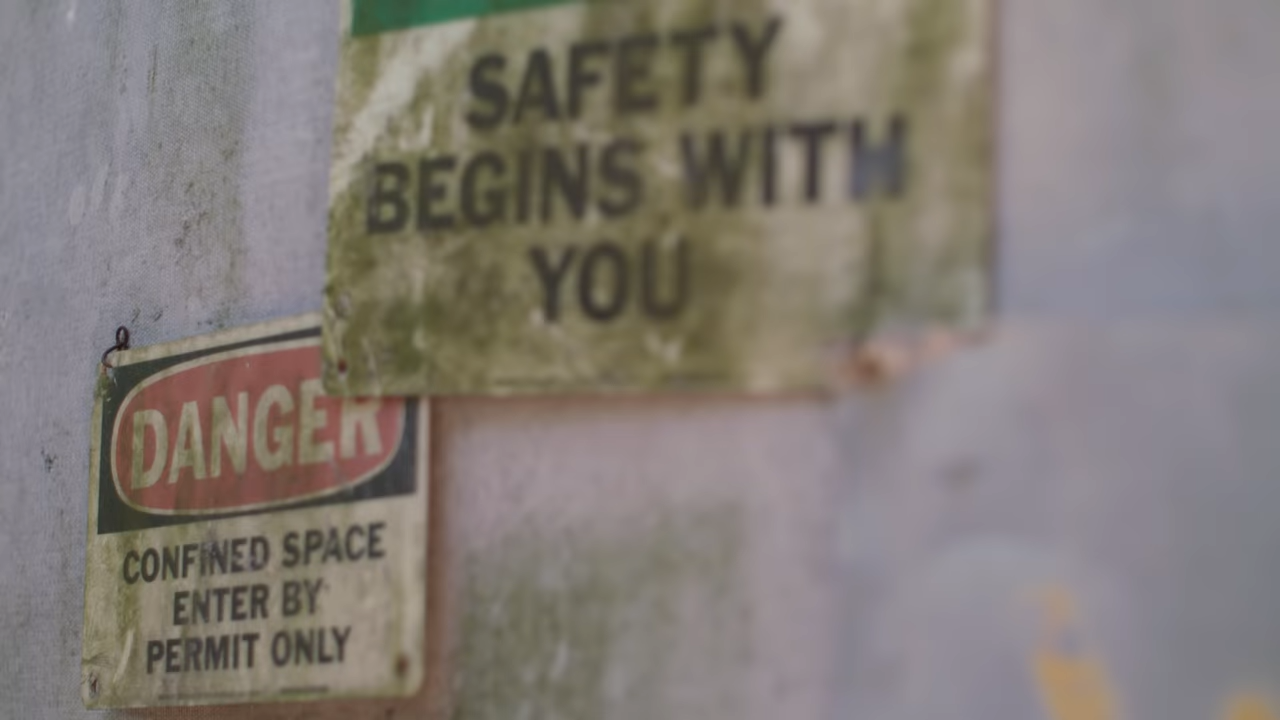 SAFETY
BEGINS WITH
YOU
DANGER
CONFINED SPACE
ENTER BY
PERMIT ONLY